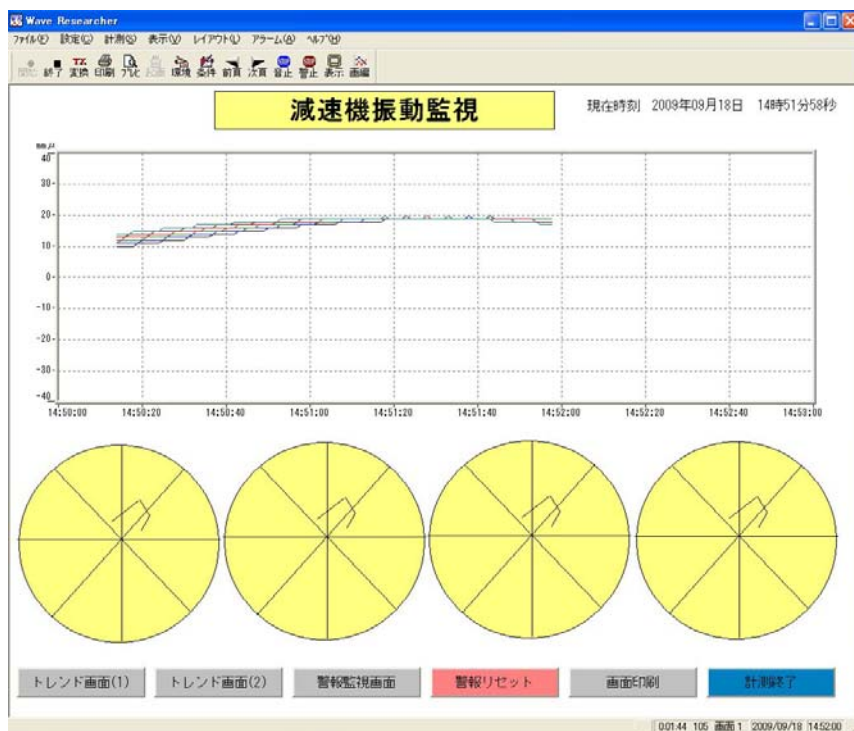 Wave Researcher
ファイル(F) 設定(C) 計測(S) 表示(V) レイアウト(L) アラーム(A) ヘルプ(H)
終了 変換 印刷 プレビ 環境 条件 前頁 次頁 音止 警止 表示 画編
減速機振動監視
現在時刻 2009年09月18日 14時51分58秒
40
30
20
10
0
-10
-20
-30
-40
14:50:00 14:50:20 14:50:40 14:51:00 14:51:20 14:51:40 14:52:00 14:52:20 14:52:40 14:53:00
トレンド画面(1) トレンド画面(2) 警報監視画面 警報リセット 画面印刷 計測終了
0:01:44 105 画面 1 2009/09/18 14:52:00